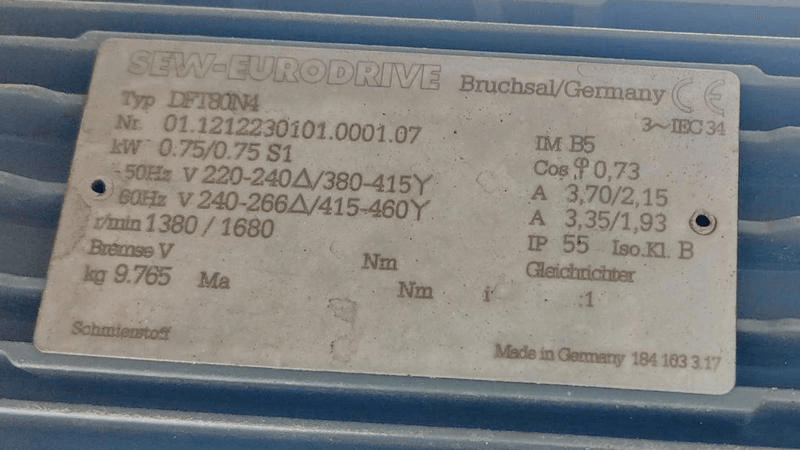 SEW-EURODRIVE Bruchsal/Germany CE
Typ DFT80N4 3~IEC 34
Nr. 01.1212230101.0001.07 IM B5
kW 0.75/0.75 S1 Cos φ 0,73
50Hz V 220-240Δ/380-415Y A 3,70/2,15
60Hz V 240-266Δ/415-460Y A 3,35/1,93
r/min 1380 / 1680 IP 55 Iso.Kl. B
Bremse V Nm Gleichrichter
kg 9.765 Ma Nm i :1
Schmierstoff Made in Germany 184 103 3.17